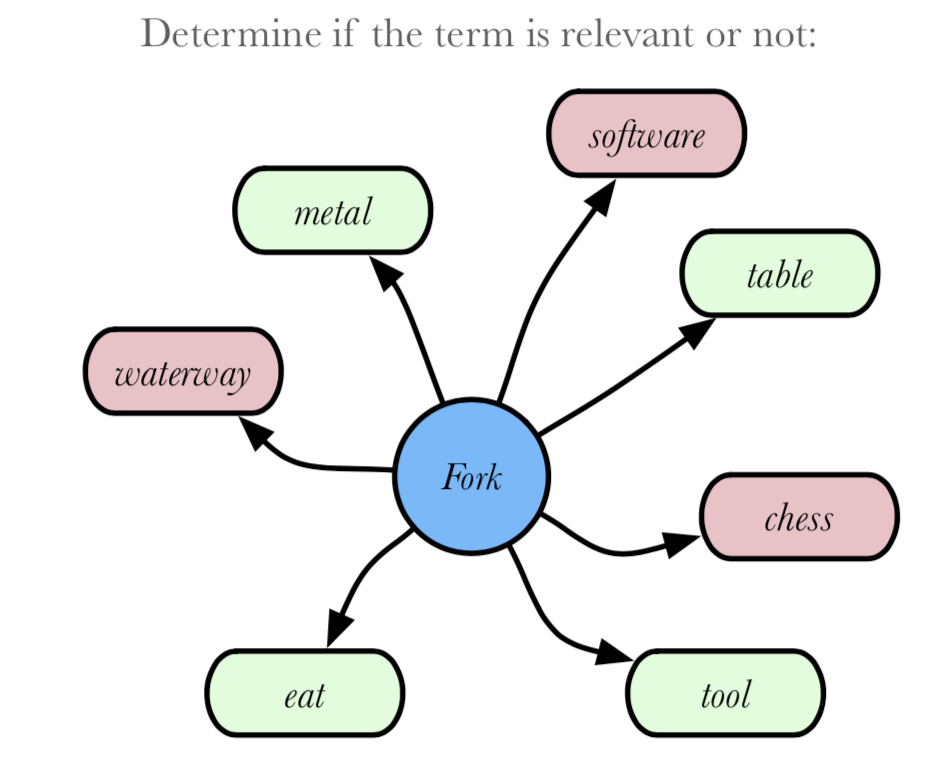 Determine if the term is relevant or not:
software
metal
table
waterway
Fork
chess
eat
tool